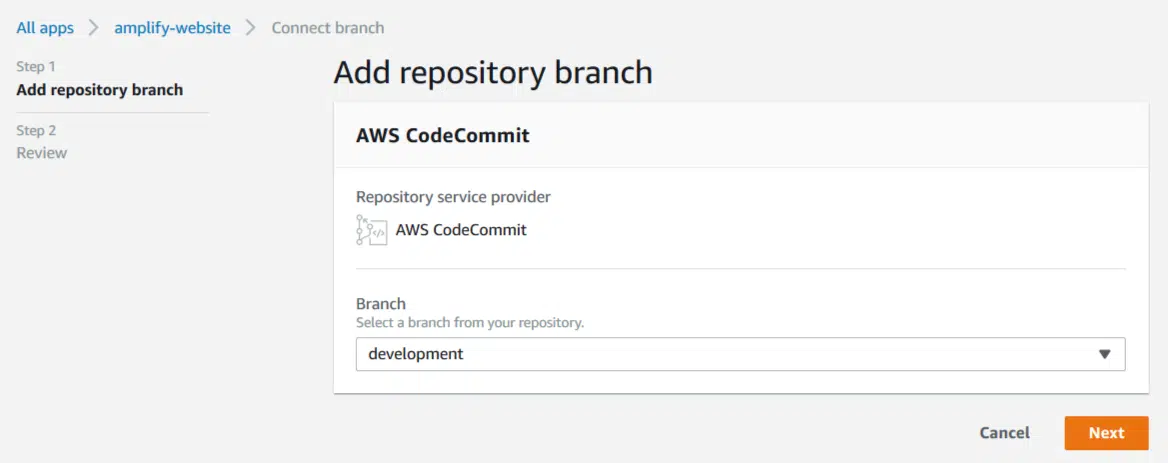 All apps > amplify-website > Connect branch
Step 1
Add repository branch
Step 2
Review
Add repository branch
AWS CodeCommit
Repository service provider
AWS CodeCommit
Branch
Select a branch from your repository.
development
Cancel Next